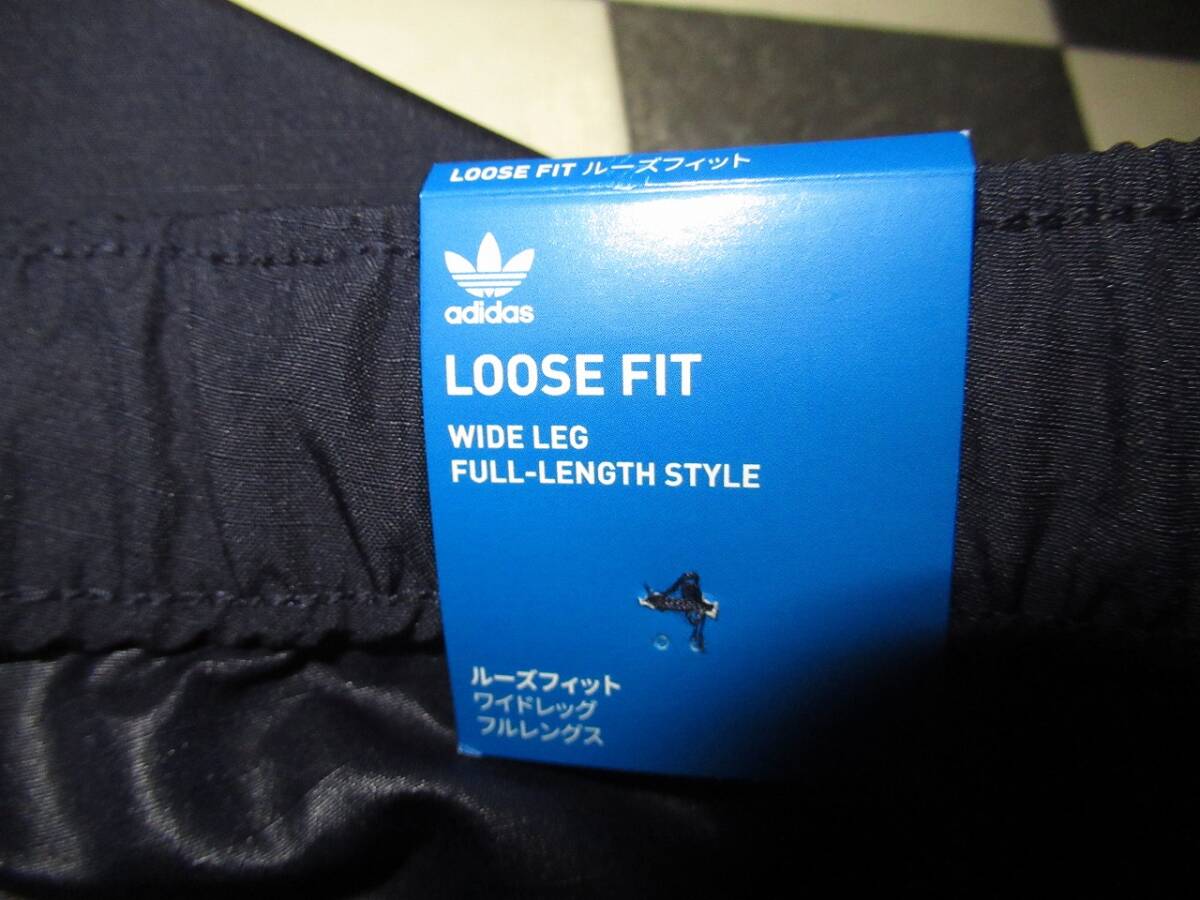 LOOSE FIT ルーズフィット
adidas
LOOSE FIT
WIDE LEG
FULL-LENGTH STYLE
ルーズフィット
ワイドレッグ
フルレングス